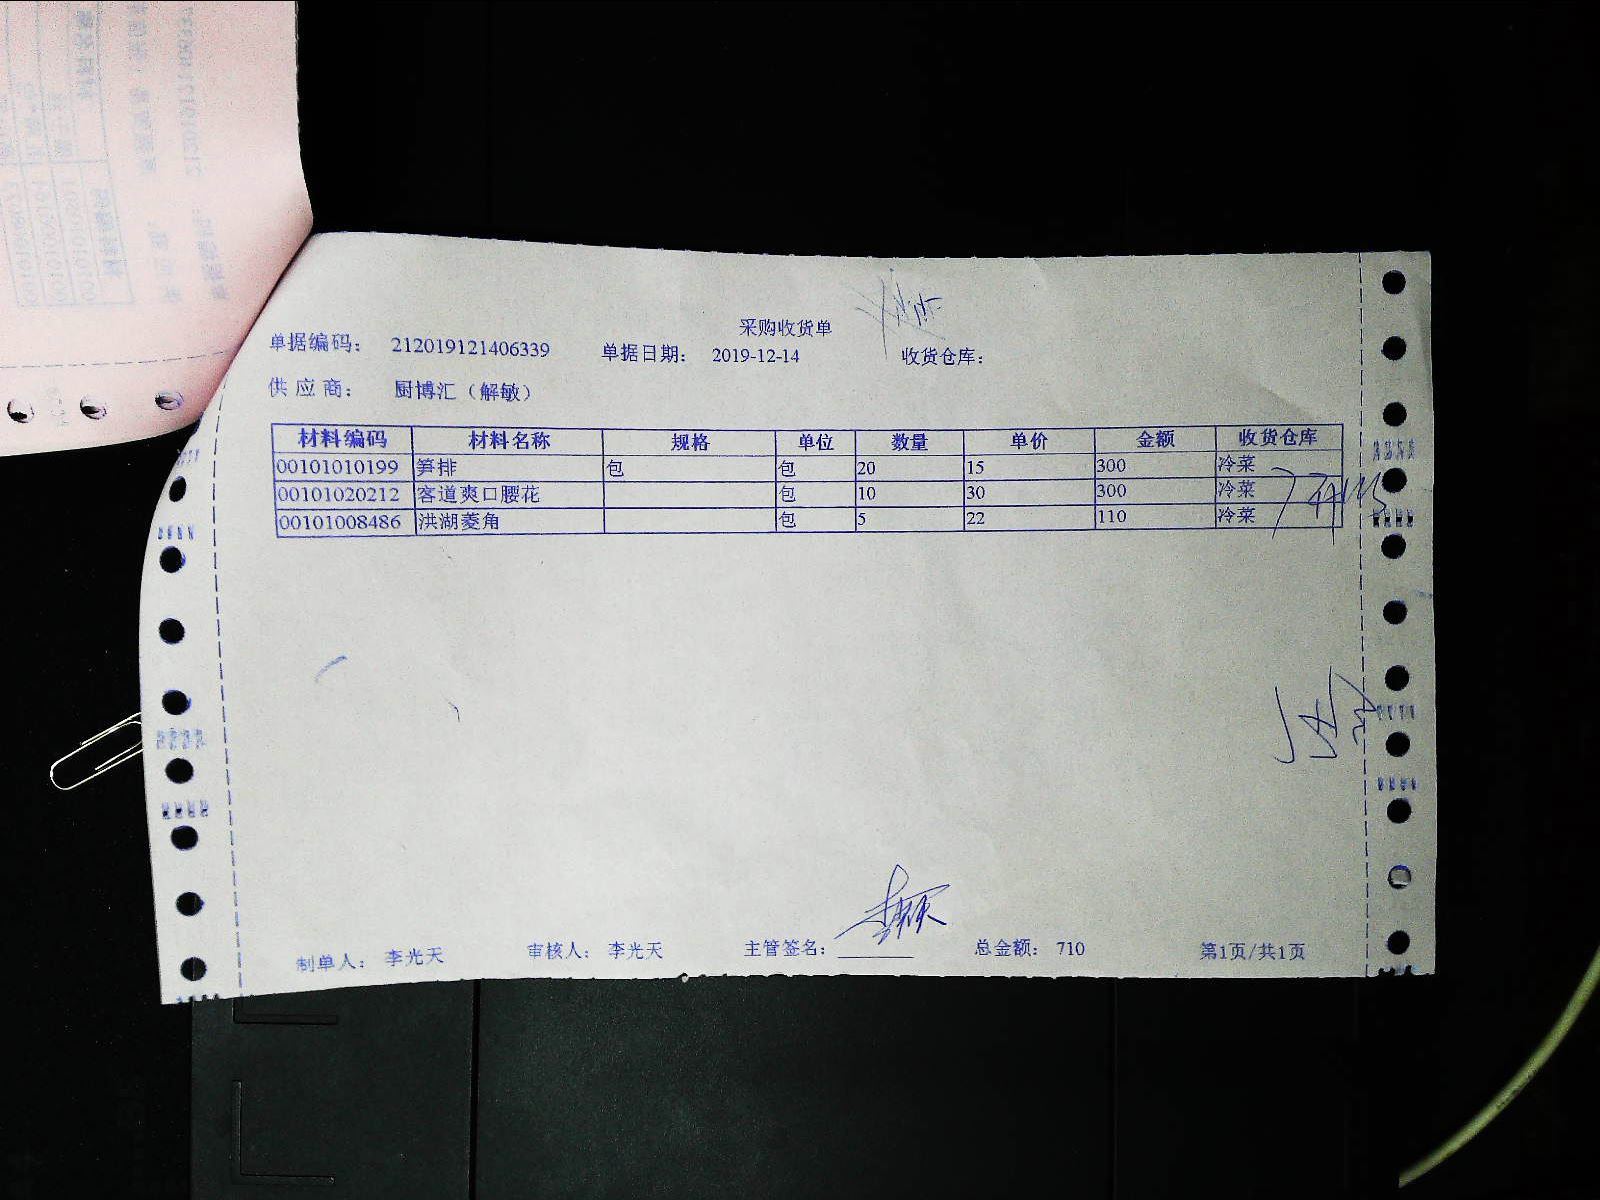 采购收货单
单据编码： 212019121406339 单据日期： 2019-12-14 收货仓库：
供 应 商： 厨博汇（解敏）
材料编码 材料名称 规格 单位 数量 单价 金额 收货仓库
00101010199 笋排 包 包 20 15 300 冷菜
00101020212 客道爽口腰花 包 10 30 300 冷菜
00101008486 洪湖菱角 包 5 22 110 冷菜
制单人： 李光天 审核人： 李光天 主管签名： 总金额： 710 第1页/共1页